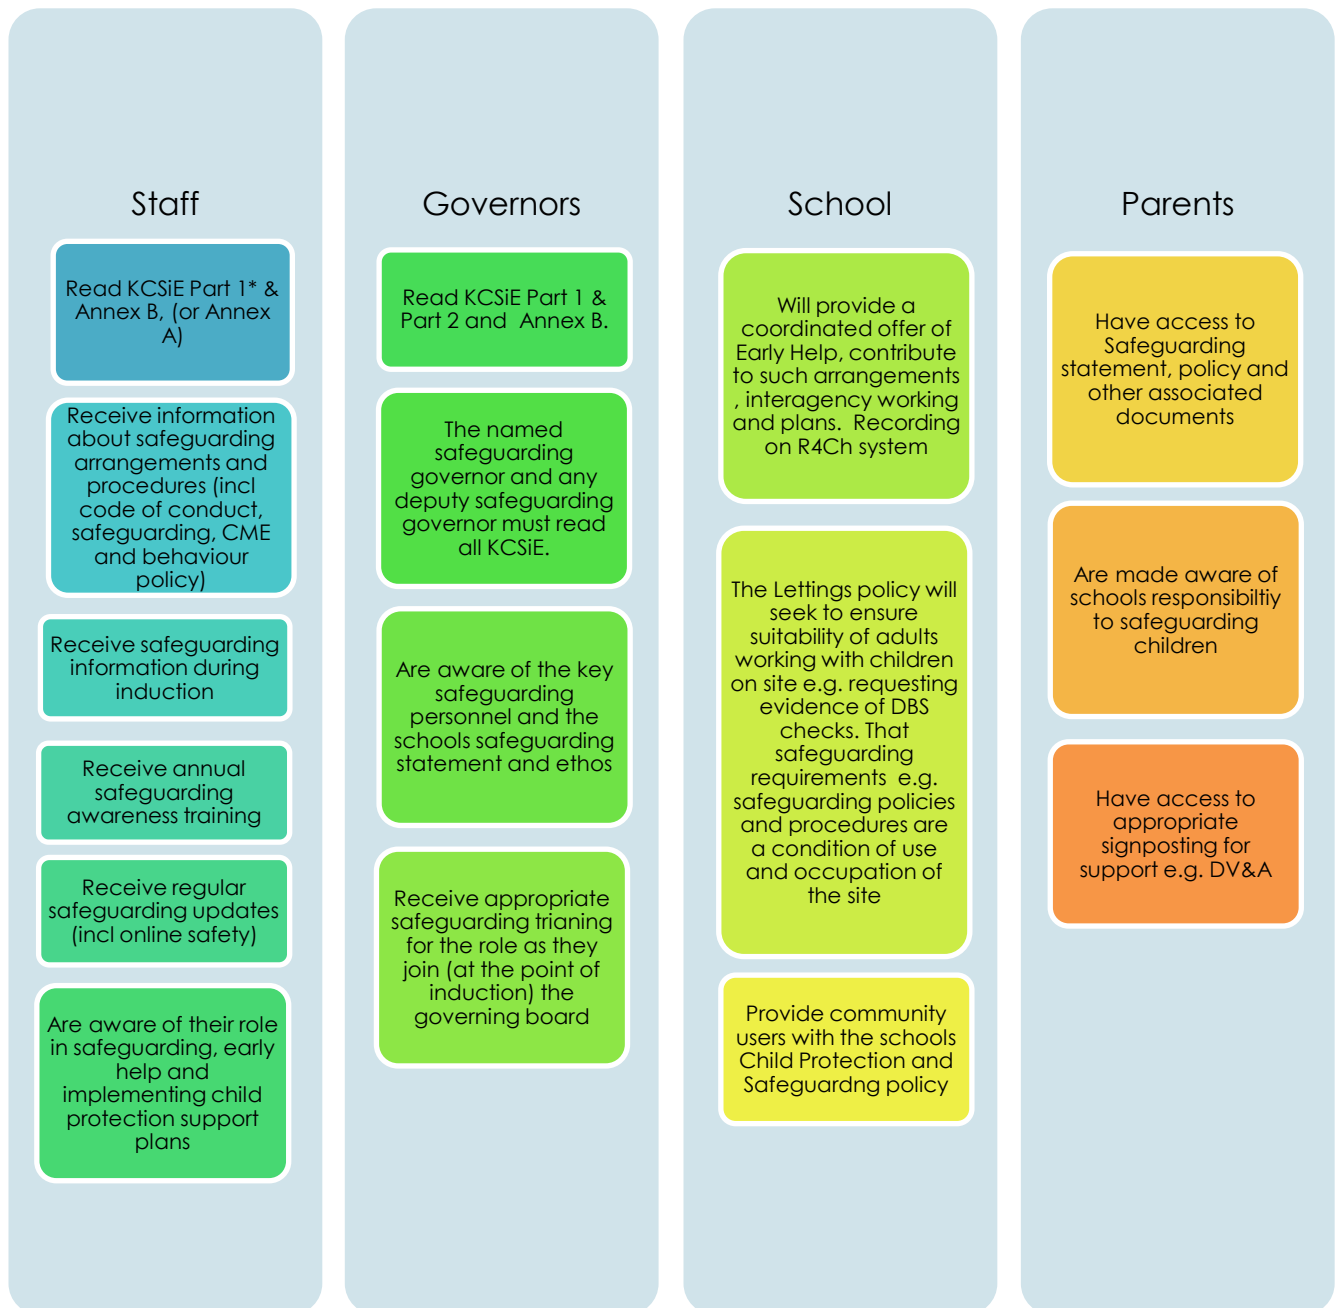 Staff
Read KCSiE Part 1* &
Annex B, (or Annex
A)
Receive information
about safeguarding
arrangements and
procedures (incl
code of conduct,
safeguarding, CME
and behaviour
policy)
Receive safeguarding
information during
induction
Receive annual
safeguarding
awareness training
Receive regular
safeguarding updates
(incl online safety)
Are aware of their role
in safeguarding, early
help and
implementing child
protection support
plans
Governors
Read KCSiE Part 1 &
Part 2 and Annex B.
The named
safeguarding
governor and any
deputy safeguarding
governor must read
all KCSiE.
Are aware of the key
safeguarding
personnel and the
schools safeguarding
statement and ethos
Receive appropriate
safeguarding trianing
for the role as they
join (at the point of
induction) the
governing board
School
Will provide a
coordinated offer of
Early Help, contribute
to such arrangements
, interagency working
and plans. Recording
on R4Ch system
The Lettings policy will
seek to ensure
suitability of adults
working with children
on site e.g. requesting
evidence of DBS
checks. That
safeguarding
requirements e.g.
safeguarding policies
and procedures are
a condition of use
and occupation of
the site
Provide community
users with the schools
Child Protection and
Safeguardng policy
Parents
Have access to
Safeguarding
statement, policy and
other associated
documents
Are made aware of
schools responsibiltiy
to safeguarding
children
Have access to
appropriate
signposting for
support e.g. DV&A